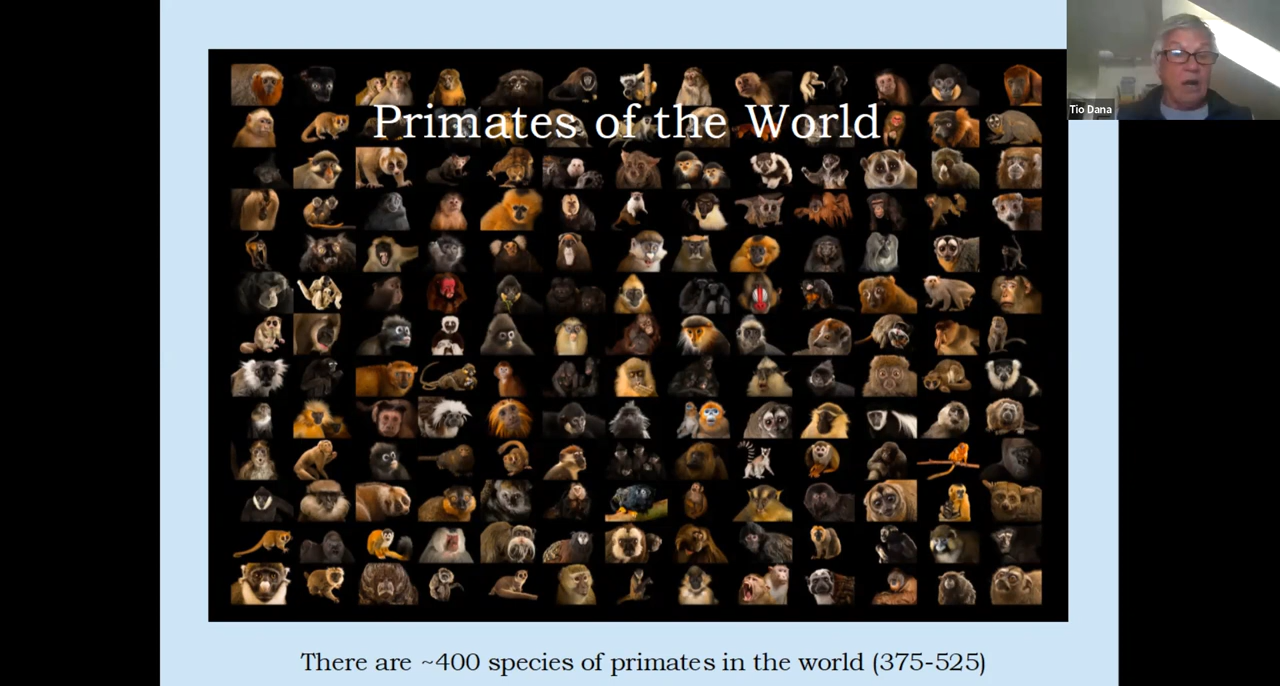 Primates of the World
Tio Dana
There are ~400 species of primates in the world (375-525)